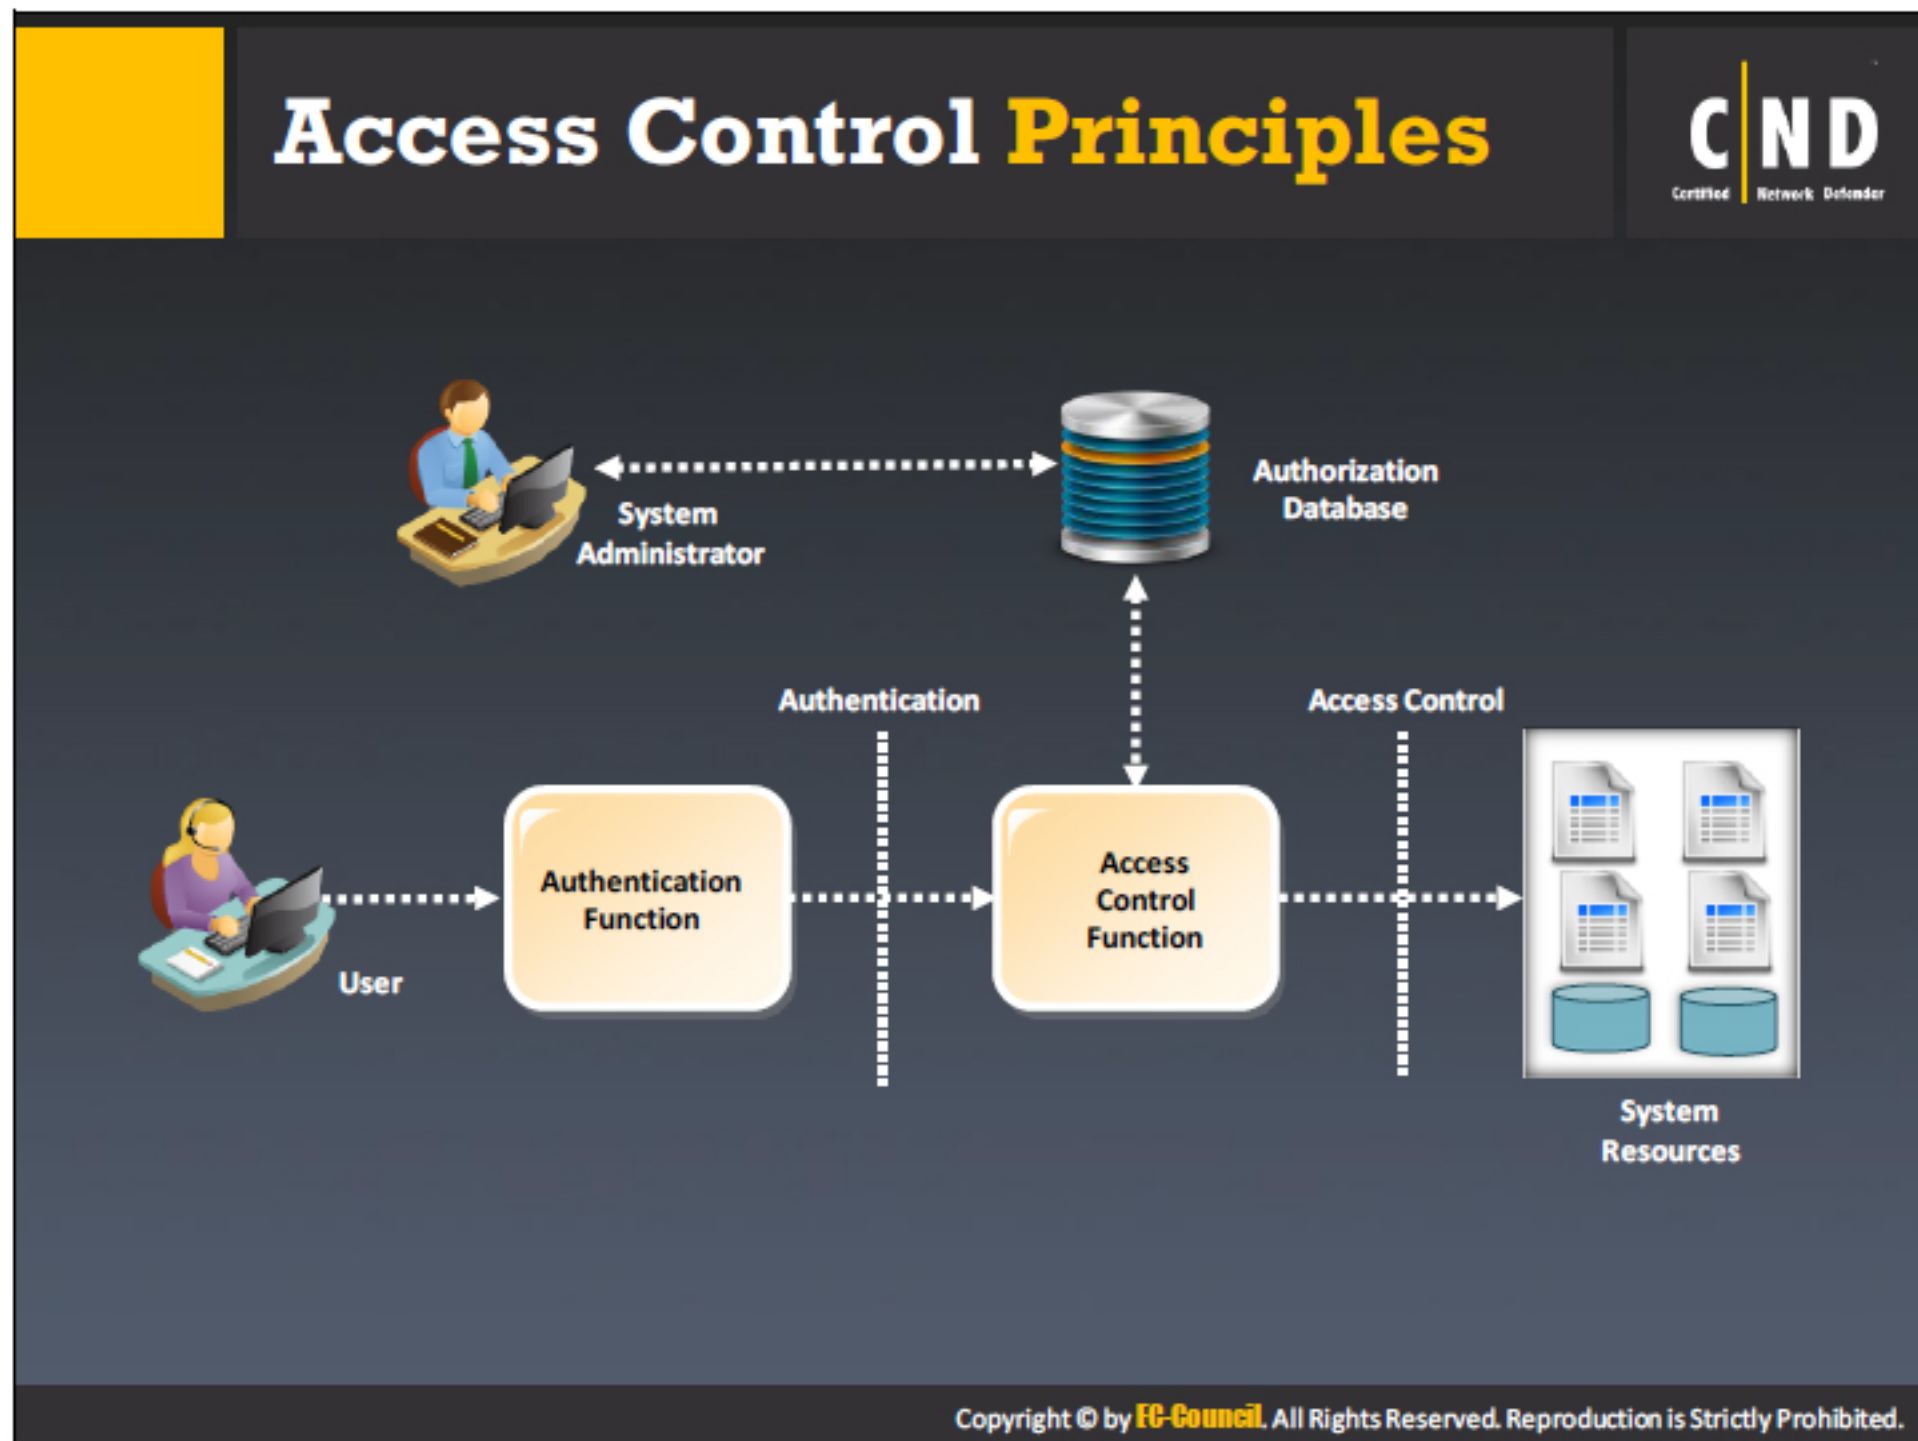 Access Control Principles
C|ND
Certified Network Defender
System
Administrator
Authorization
Database
Authentication
Access Control
Authentication
Function
Access
Control
Function
User
System
Resources
Copyright © by EC-Council. All Rights Reserved. Reproduction is Strictly Prohibited.